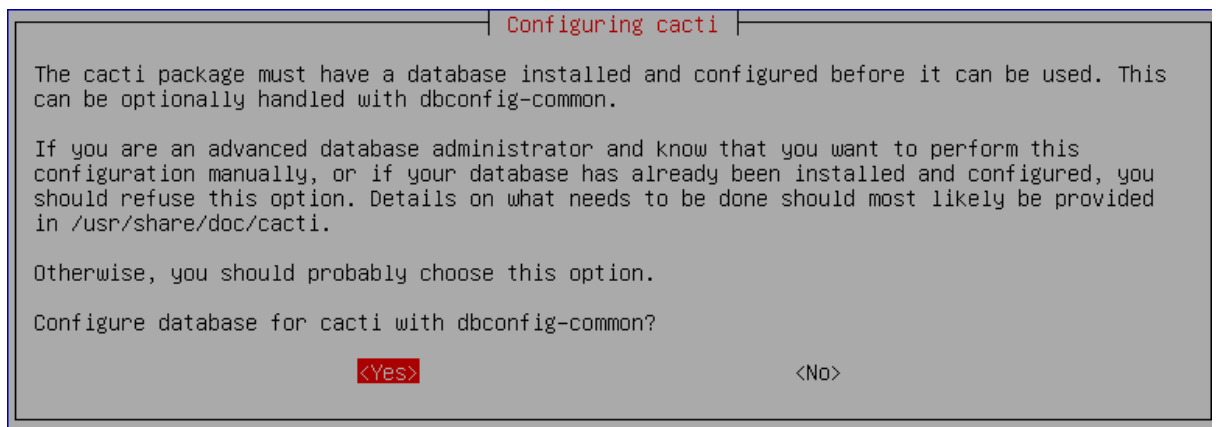 Configuring cacti
The cacti package must have a database installed and configured before it can be used. This
can be optionally handled with dbconfig-common.
If you are an advanced database administrator and know that you want to perform this
configuration manually, or if your database has already been installed and configured, you
should refuse this option. Details on what needs to be done should most likely be provided
in /usr/share/doc/cacti.
Otherwise, you should probably choose this option.
Configure database for cacti with dbconfig-common?
<Yes> <No>